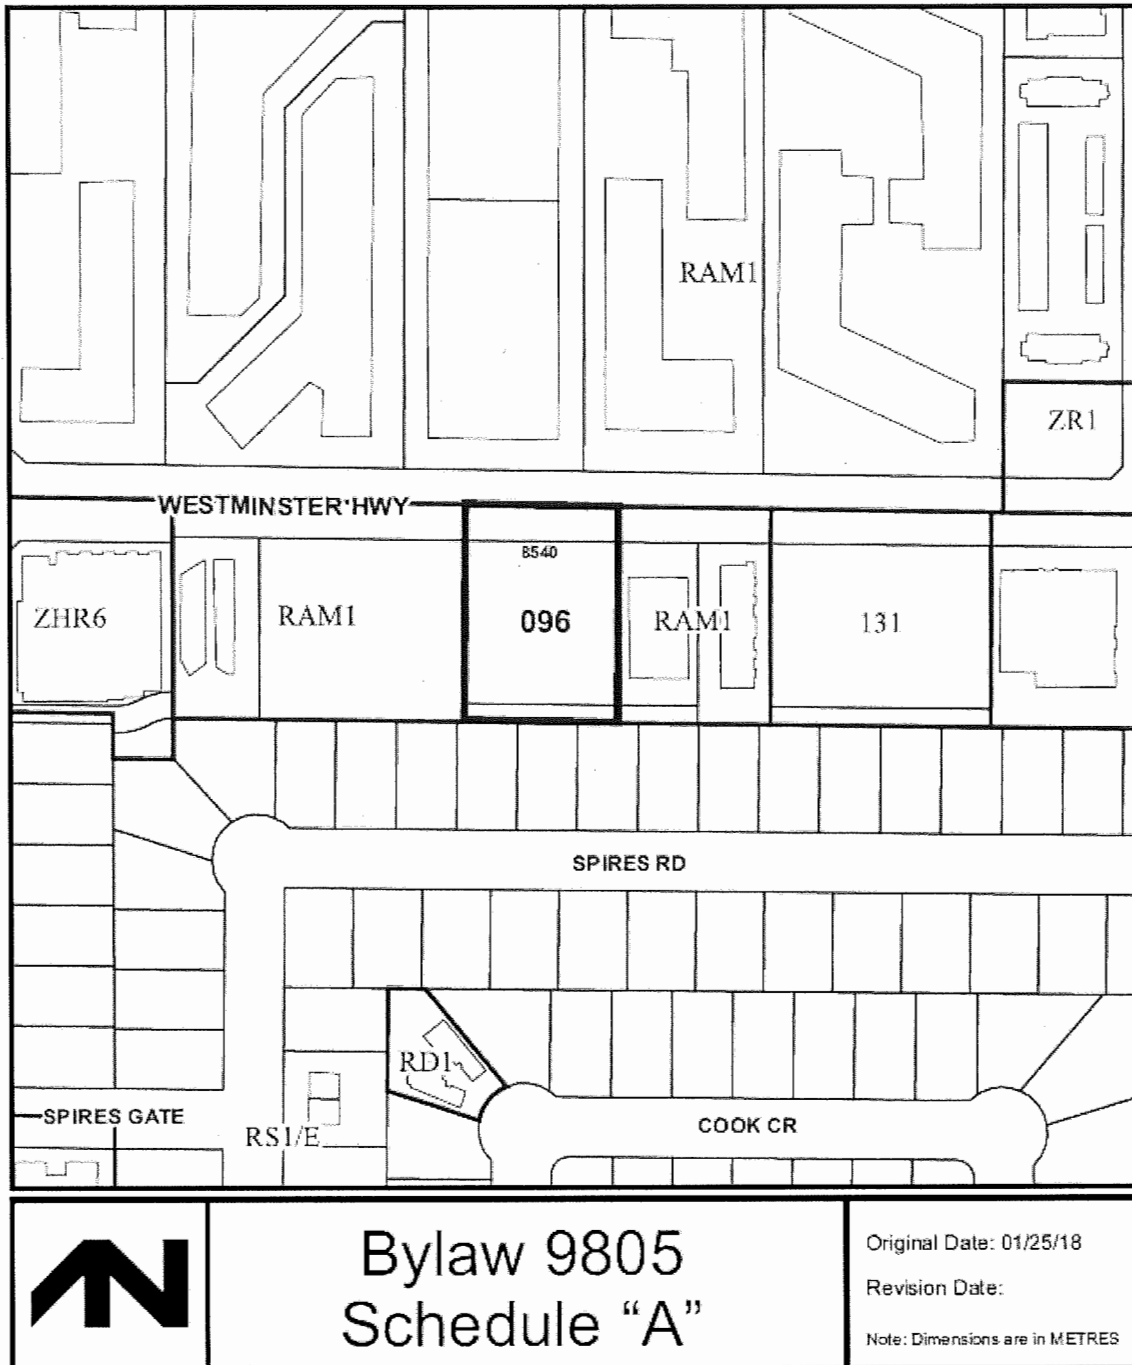 RAM1
ZR1
WESTMINSTER HWY
8540
ZHR6
RAM1
096
RAM1
131
SPIRES RD
RD1
SPIRES GATE
RS1/E
COOK CR
Bylaw 9805
Schedule “A”
Original Date: 01/25/18
Revision Date:
Note: Dimensions are in METRES